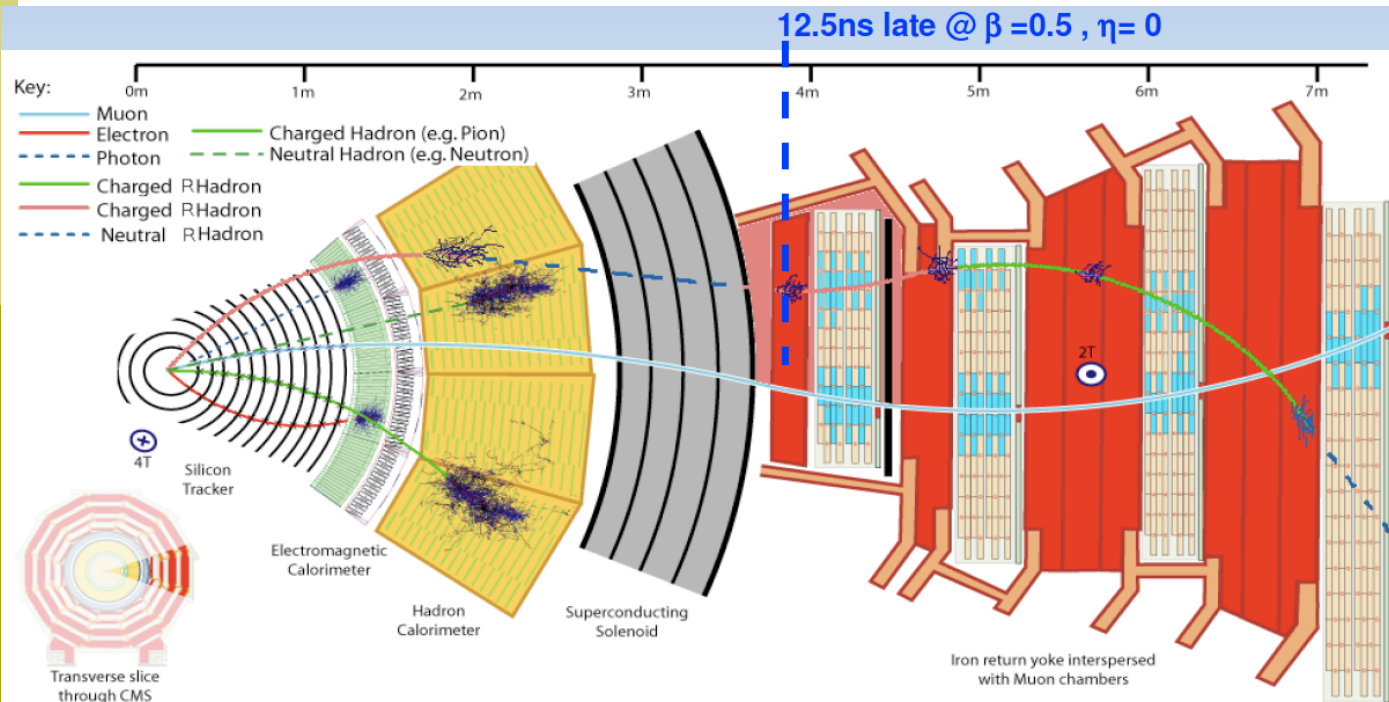 12.5ns late @ β =0.5 , η= 0
0m 1m 2m 3m 4m 5m 6m 7m
Key:
Muon
Electron
Photon
Charged Hadron (e.g. Pion)
Neutral Hadron (e.g. Neutron)
Charged RHadron
Charged RHadron
Neutral RHadron
2T
4T
Silicon
Tracker
Electromagnetic
Calorimeter
Hadron
Calorimeter
Superconducting
Solenoid
Iron return yoke interspersed
with Muon chambers
Transverse slice
through CMS